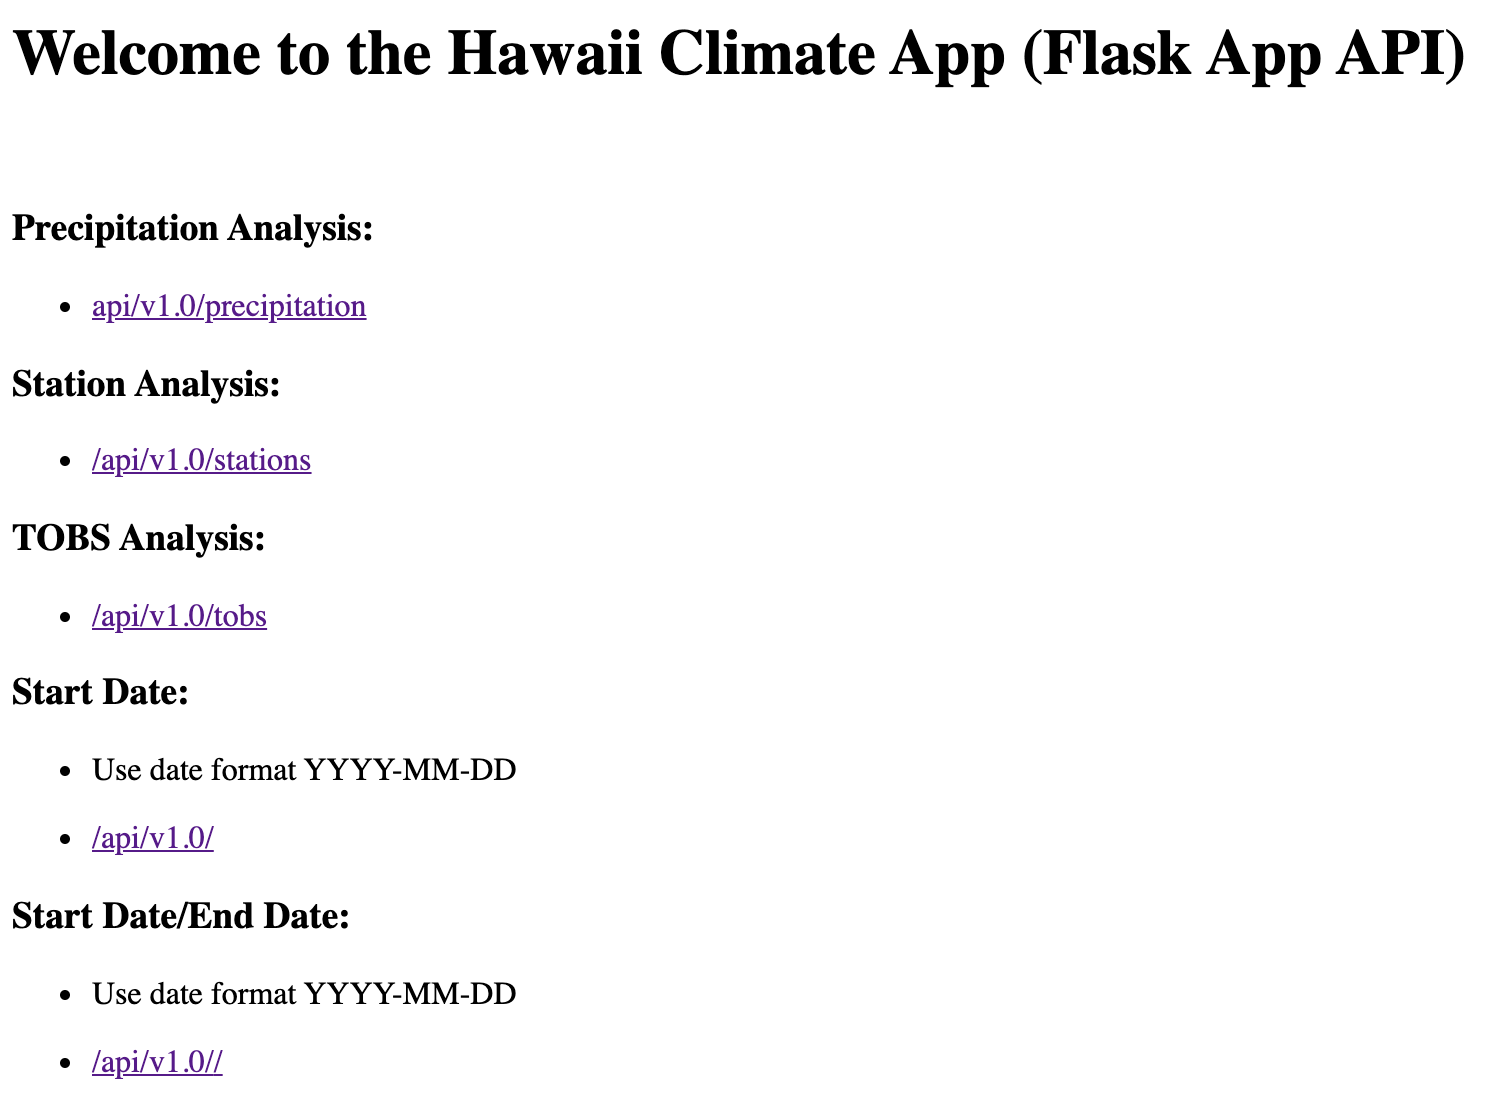 Welcome to the Hawaii Climate App (Flask App API)
Precipitation Analysis:
api/v1.0/precipitation
Station Analysis:
/api/v1.0/stations
TOBS Analysis:
/api/v1.0/tobs
Start Date:
Use date format YYYY-MM-DD
/api/v1.0/
Start Date/End Date:
Use date format YYYY-MM-DD
/api/v1.0//